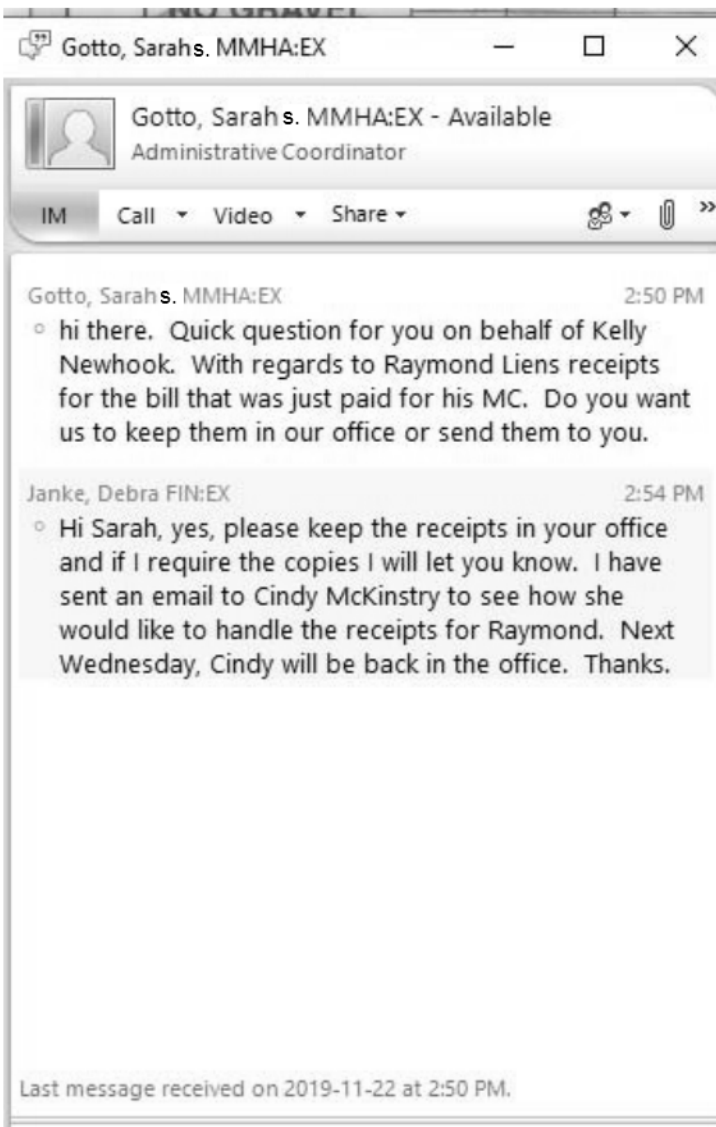 NO GRAVEL
Gotto, Sarah s. MMHA:EX
Gotto, Sarah s. MMHA:EX - Available
Administrative Coordinator
IM Call Video Share
Gotto, Sarah s. MMHA:EX 2:50 PM
hi there. Quick question for you on behalf of Kelly
Newhook. With regards to Raymond Liens receipts
for the bill that was just paid for his MC. Do you want
us to keep them in our office or send them to you.
Janke, Debra FIN:EX 2:54 PM
Hi Sarah, yes, please keep the receipts in your office
and if I require the copies I will let you know. I have
sent an email to Cindy McKinstry to see how she
would like to handle the receipts for Raymond. Next
Wednesday, Cindy will be back in the office. Thanks.
Last message received on 2019-11-22 at 2:50 PM.